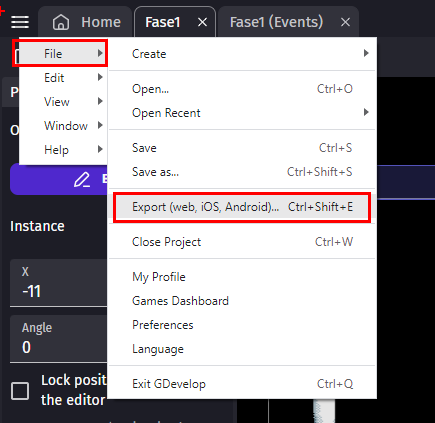 Home
Fase1
Fase1 (Events)
File
Edit
View
Window
Help
Create
Open... Ctrl+O
Open Recent
Save Ctrl+S
Save as... Ctrl+Shift+S
Export (web, iOS, Android)... Ctrl+Shift+E
Close Project Ctrl+W
My Profile
Games Dashboard
Preferences
Language
Exit GDevelop Ctrl+Q
Instance
X
-11
Angle
0
Lock posit
the editor